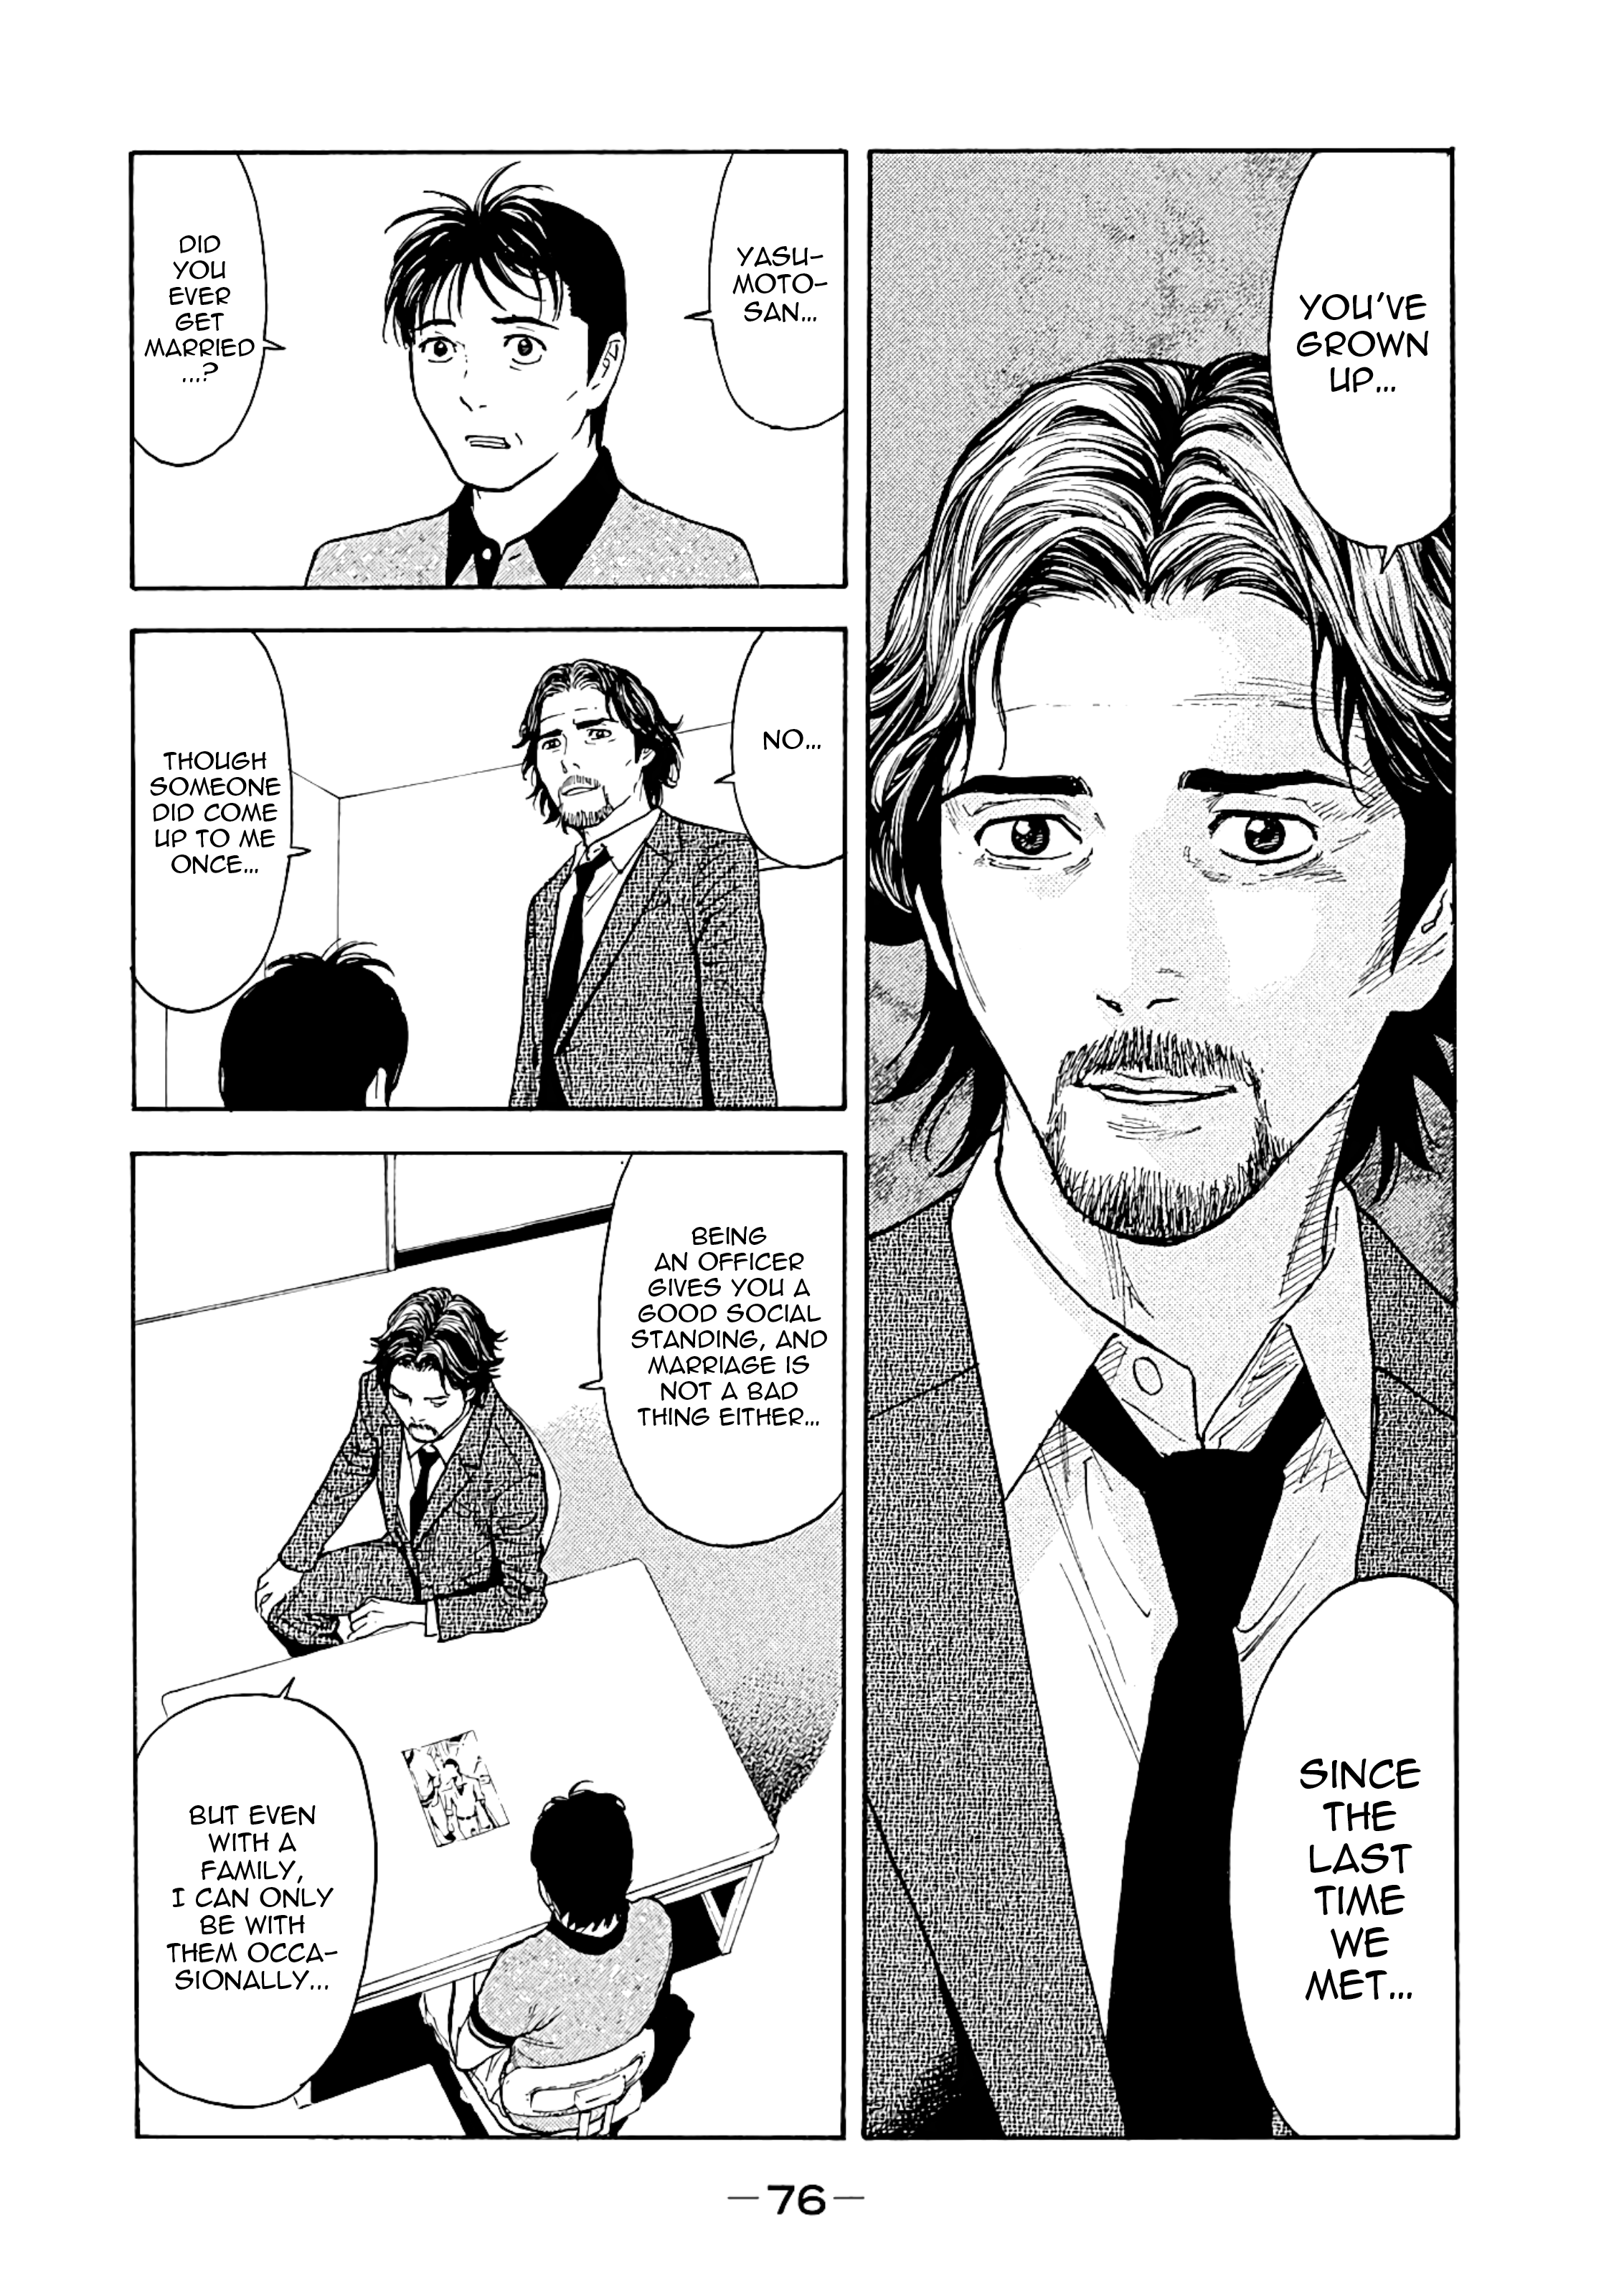 YOU'VE
GROWN
UP...
SINCE
THE
LAST
TIME
WE
MET...
YASU-
MOTO-
SAN...
DID
YOU
EVER
GET
MARRIED
...?
NO...
THOUGH
SOMEONE
DID COME
UP TO ME
ONCE...
BEING
AN OFFICER
GIVES YOU A
GOOD SOCIAL
STANDING, AND
MARRIAGE IS
NOT A BAD
THING EITHER...
BUT EVEN
WITH A
FAMILY,
I CAN ONLY
BE WITH
THEM OCCA-
SIONALLY...
—76—